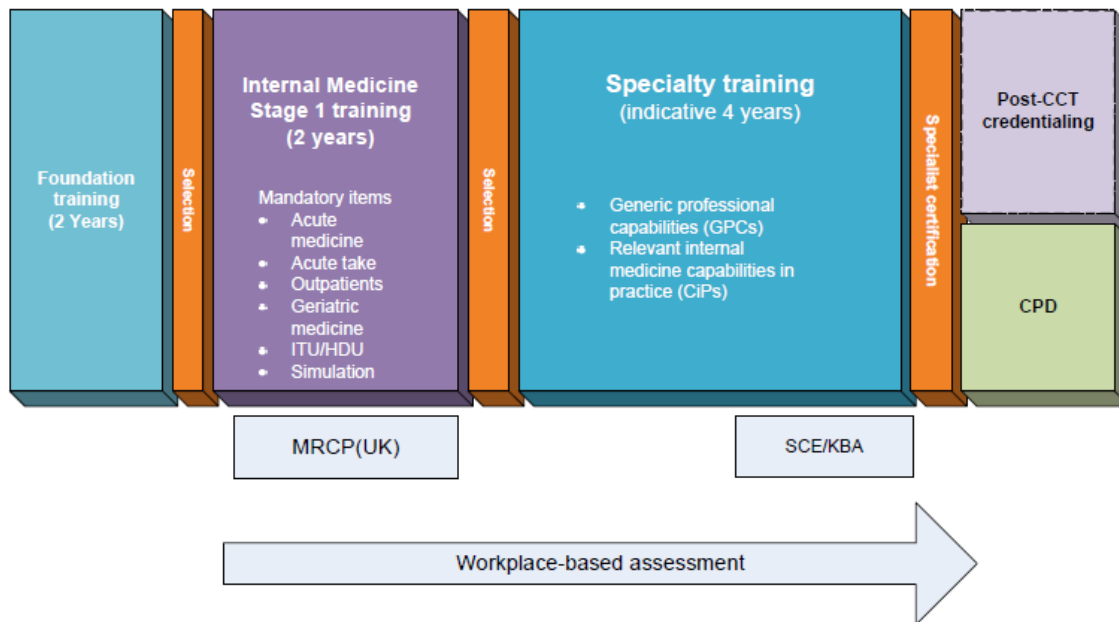 Foundation
training
(2 Years)
Selection
Internal Medicine
Stage 1 training
(2 years)
Mandatory items
• Acute
medicine
• Acute take
• Outpatients
• Geriatric
medicine
• ITU/HDU
• Simulation
Selection
Specialty training
(indicative 4 years)
• Generic professional
capabilities (GPCs)
• Relevant internal
medicine capabilities in
practice (CiPs)
Specialist certification
Post-CCT
credentialing
CPD
MRCP(UK)
SCE/KBA
Workplace-based assessment